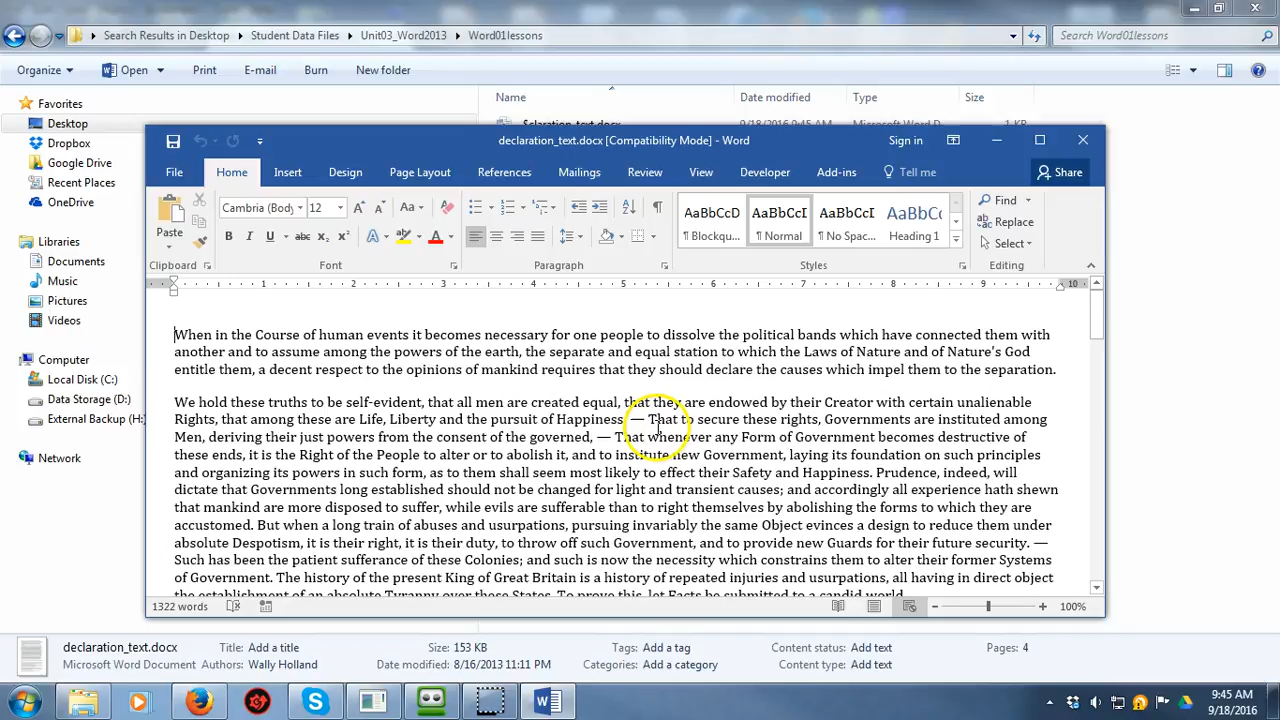 Search Results in Desktop Student Data Files Unit03_Word2013 Word01lessons Search Word01lessons
Organize Open Print E-mail Burn New folder
Favorites
Desktop
Dropbox
Google Drive
Recent Places
OneDrive
Libraries
Documents
Music
Pictures
Videos
Computer
Local Disk (C:)
Data Storage (D:)
External Backup (H:)
Network
Name Date modified Type Size
9/18/2016 9:45 AM Microsoft Word D... 1 KB
declaration_text.docx [Compatibility Mode] - Word Sign in
File Home Insert Design Page Layout References Mailings Review View Developer Add-ins Tell me Share
Paste
Clipboard
Cambria (Body) 12 Aa
B I U abc x₂ x² A A
Font
Paragraph
AaBbCcD AaBbCcI AaBbCcI AaBbCc
¶ Blockqu... ¶ Normal ¶ No Spac... Heading 1
Styles
Find
Replace
Select
Editing
1 2 3 4 5 6 7 8 9 10
When in the Course of human events it becomes necessary for one people to dissolve the political bands which have connected them with
another and to assume among the powers of the earth, the separate and equal station to which the Laws of Nature and of Nature's God
entitle them, a decent respect to the opinions of mankind requires that they should declare the causes which impel them to the separation.
We hold these truths to be self-evident, that all men are created equal, that they are endowed by their Creator with certain unalienable
Rights, that among these are Life, Liberty and the pursuit of Happiness. — That to secure these rights, Governments are instituted among
Men, deriving their just powers from the consent of the governed, — That whenever any Form of Government becomes destructive of
these ends, it is the Right of the People to alter or to abolish it, and to institute new Government, laying its foundation on such principles
and organizing its powers in such form, as to them shall seem most likely to effect their Safety and Happiness. Prudence, indeed, will
dictate that Governments long established should not be changed for light and transient causes; and accordingly all experience hath shewn
that mankind are more disposed to suffer, while evils are sufferable than to right themselves by abolishing the forms to which they are
accustomed. But when a long train of abuses and usurpations, pursuing invariably the same Object evinces a design to reduce them under
absolute Despotism, it is their right, it is their duty, to throw off such Government, and to provide new Guards for their future security. —
Such has been the patient sufferance of these Colonies; and such is now the necessity which constrains them to alter their former Systems
of Government. The history of the present King of Great Britain is a history of repeated injuries and usurpations, all having in direct object
the establishment of an absolute Tyranny over these States. To prove this, let Facts be submitted to a candid world.
1322 words 100%
declaration_text.docx Title: Add a title Size: 153 KB Tags: Add a tag Content status: Add text Pages: 4
Microsoft Word Document Authors: Wally Holland Date modified: 8/16/2013 11:11 PM Categories: Add a category Content type: Add text
9:45 AM
9/18/2016